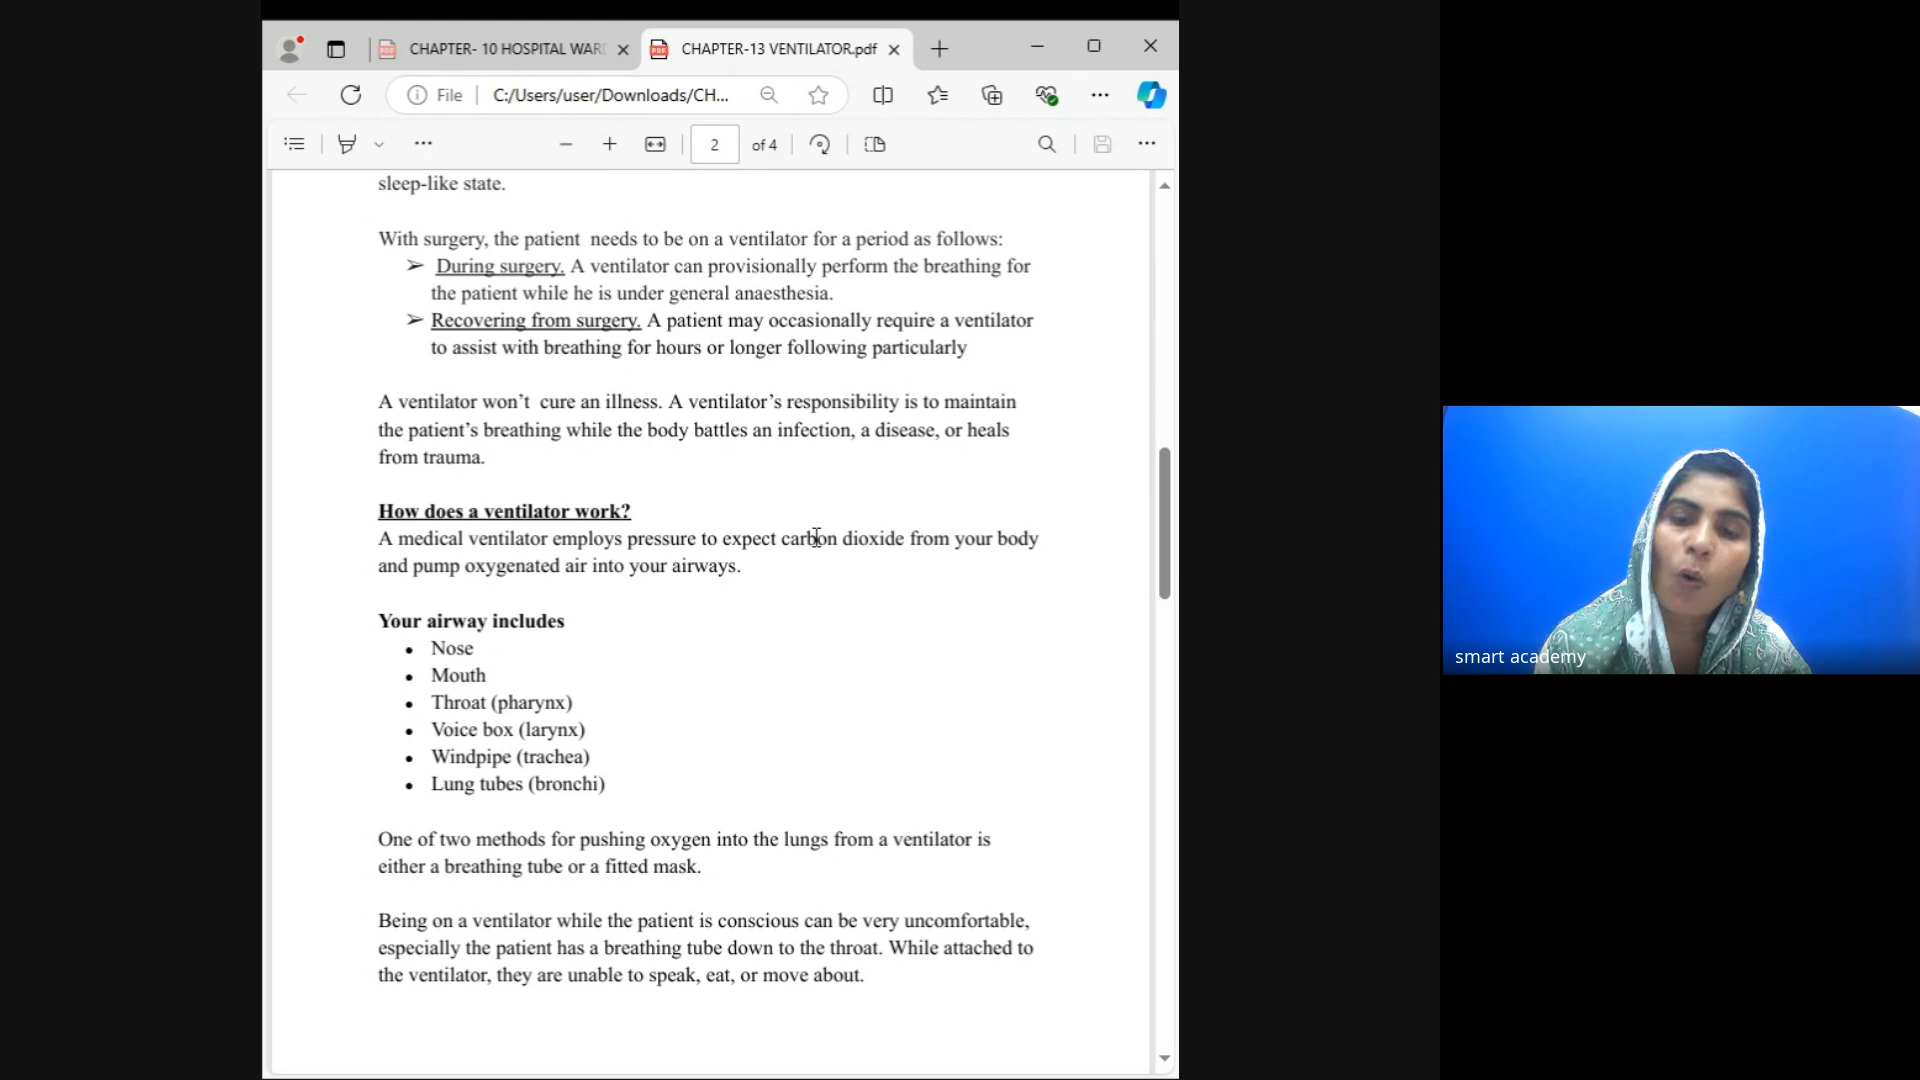 CHAPTER- 10 HOSPITAL WAR
CHAPTER-13 VENTILATOR.pdf
File
C:/Users/user/Downloads/CH...
2 of 4
sleep-like state.
With surgery, the patient needs to be on a ventilator for a period as follows:
➢ During surgery. A ventilator can provisionally perform the breathing for
the patient while he is under general anaesthesia.
➢ Recovering from surgery. A patient may occasionally require a ventilator
to assist with breathing for hours or longer following particularly
A ventilator won’t cure an illness. A ventilator’s responsibility is to maintain
the patient’s breathing while the body battles an infection, a disease, or heals
from trauma.
How does a ventilator work?
A medical ventilator employs pressure to expect carbon dioxide from your body
and pump oxygenated air into your airways.
Your airway includes
• Nose
• Mouth
• Throat (pharynx)
• Voice box (larynx)
• Windpipe (trachea)
• Lung tubes (bronchi)
One of two methods for pushing oxygen into the lungs from a ventilator is
either a breathing tube or a fitted mask.
Being on a ventilator while the patient is conscious can be very uncomfortable,
especially the patient has a breathing tube down to the throat. While attached to
the ventilator, they are unable to speak, eat, or move about.
smart academy